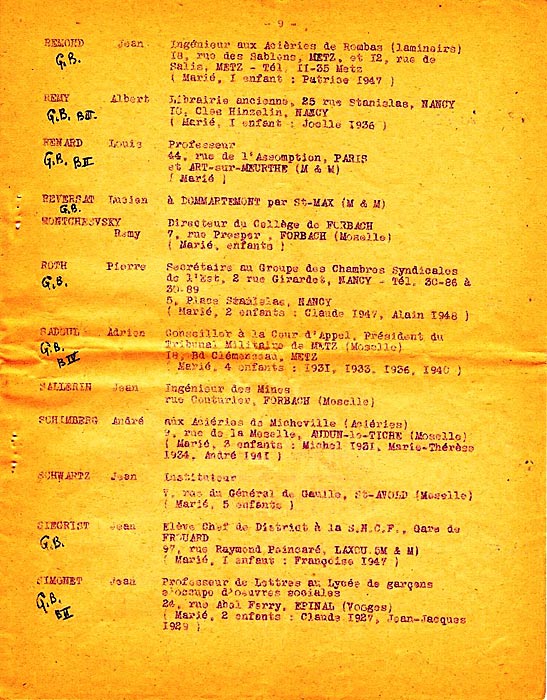 - 9 -
REMOND Jean Ingénieur aux Aciéries de Rombas (laminoirs)
G.B. 18, rue des Sablons, METZ, et 12, rue de
Salis, METZ - Tél. 11-35 Metz
( Marié, 1 enfant : Patrice 1947 )
REMY Albert Librairie ancienne, 25 rue Stanislas, NANCY
G.B. BII. 10, Clos Hinzelin, NANCY
( Marié, 1 enfant : Joelle 1936 )
RENARD Louis Professeur
G.B. BII 44, rue de l'Assomption, PARIS
et ART-sur-MEURTHE (M & M)
( Marié )
REVERSAT Lucien à DOMMARTEMONT par St-MAX (M & M)
G.B.
RONTCHEVSKY Directeur du Collège de FORBACH
Remy 7, rue Prosper , FORBACH (Moselle)
( Marié, enfants )
ROTH Pierre Secrétaire au Groupe des Chambres Syndicales
G.B. de l'Est, 2 rue Girardet, NANCY - Tél. 30-86 à
30-89
5, Place Stanislas, NANCY
( Marié, 2 enfants : Claude 1947, Alain 1948 )
SADOUL Adrien Conseiller à la Cour d'Appel, Président du
G.B. Tribunal Militaire de METZ (Moselle)
BIV 18, Bd Clémenceau, METZ
( Marié, 4 enfants : 1931, 1933, 1936, 1940 )
SALLERIN Jean Ingénieur des Mines
rue Couturier, FORBACH (Moselle)
SCHIMBERG André aux Aciéries de Micheville (Aciéries)
9, rue de la Moselle, AUDUN-le-TICHE (Moselle)
( Marié, 3 enfants : Michel 1931, Marie-Thérèse
1934, André 1941 )
SCHWARTZ Jean Instituteur
7, rue du Général de Gaulle, St-AVOLD (Moselle)
( Marié, 5 enfants )
SIEGRIST Jean Elève Chef de District à la S.N.C.F., Gare de
G.B. FROUARD
97, rue Raymond Poincaré, LAXOU (M & M)
( Marié, 1 enfant : Françoise 1947 )
SIMONET Jean Professeur de Lettres au Lycée de garçons
G.B. s'occupe d'oeuvres sociales
BII 24, rue Abel Ferry, EPINAL (Vosges)
( Marié, 2 enfants : Claude 1927, Jean-Jacques
1929 )